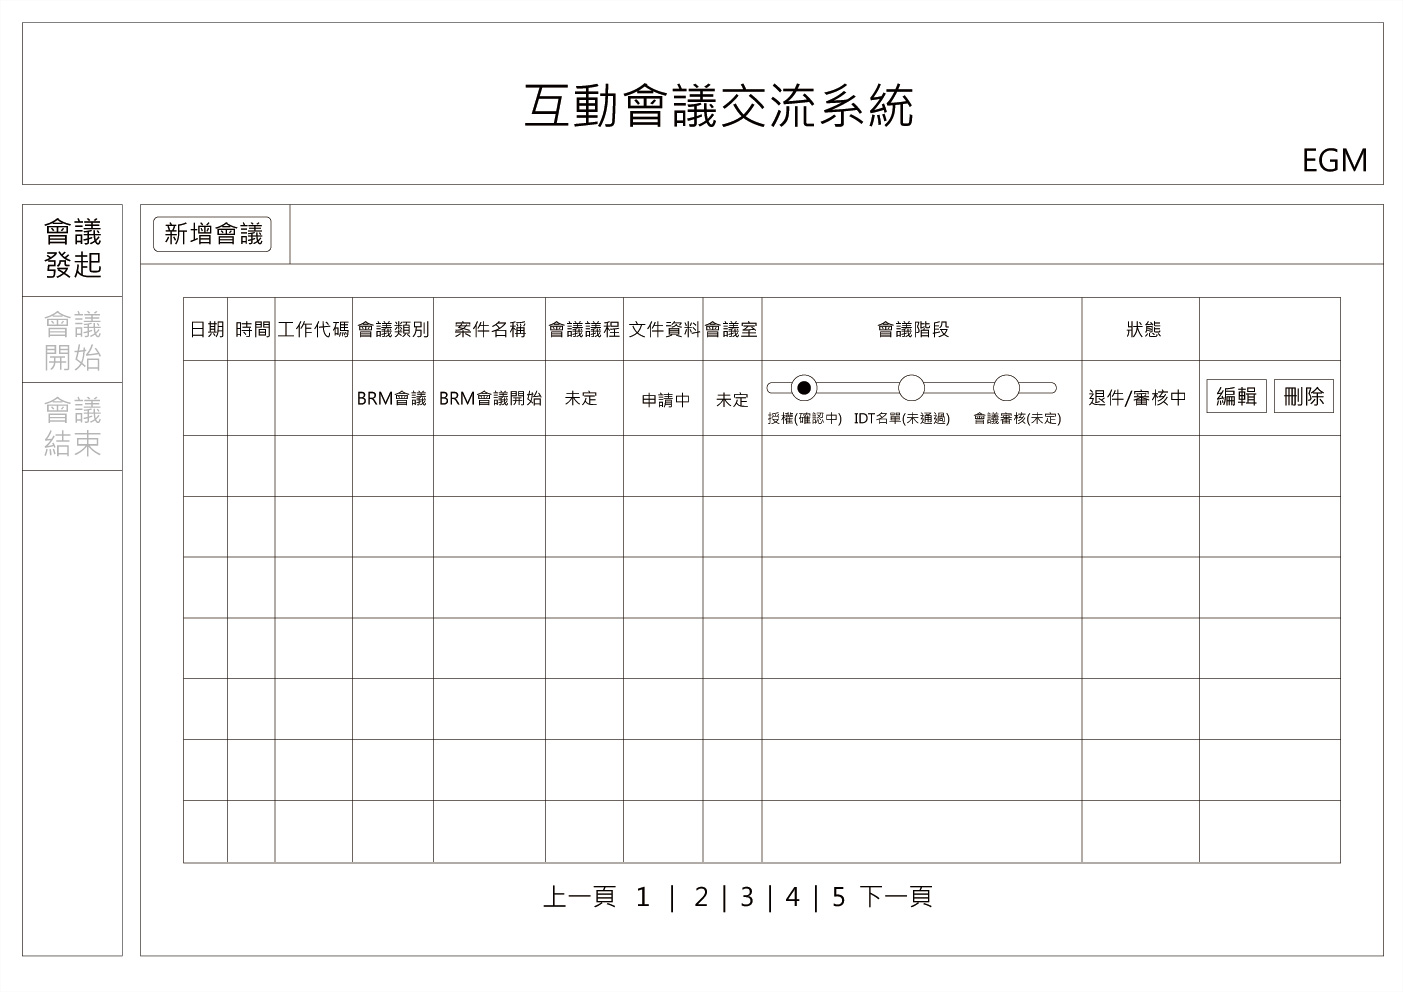 互動會議交流系統
EGM
會議
發起
會議
開始
會議
結束
新增會議
日期 時間 工作代碼 會議類別 案件名稱 會議議程 文件資料 會議室 會議階段 狀態
BRM會議 BRM會議開始 未定 申請中 未定 退件/審核中 編輯 刪除
授權(確認中) IDT名單(未通過) 會議審核(未定)
上一頁 1 | 2 | 3 | 4 | 5 下一頁